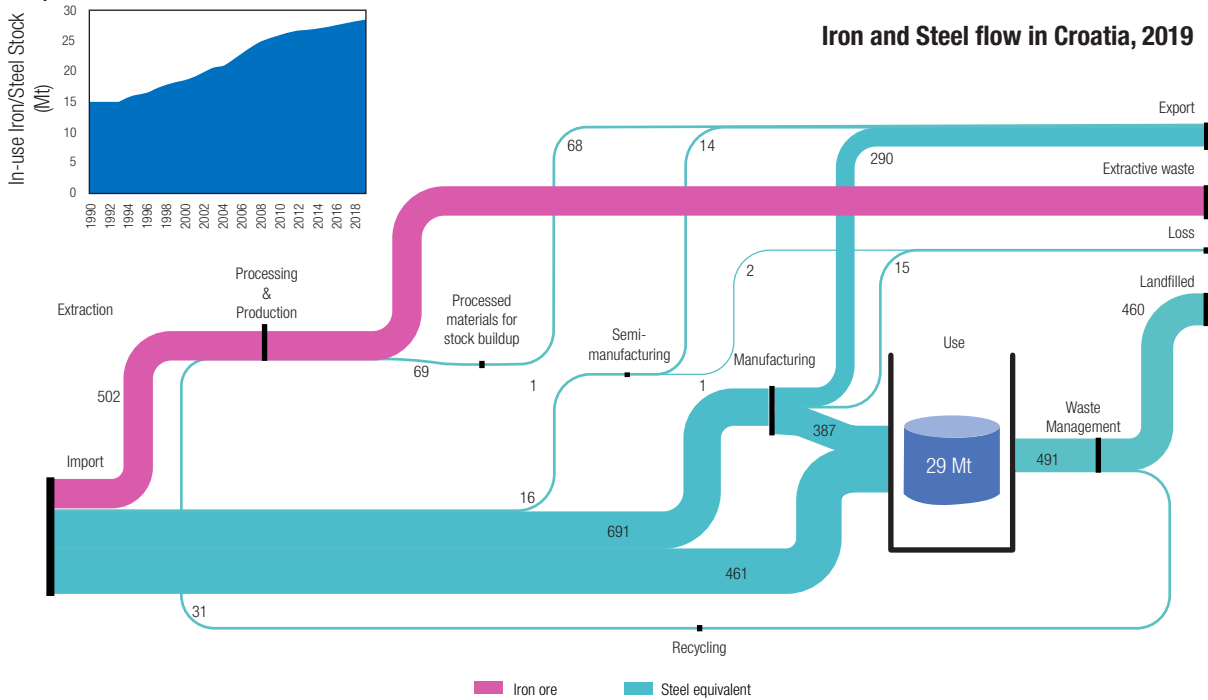 Iron and Steel flow in Croatia, 2019
In-use Iron/Steel Stock
(Mt)
30
25
20
15
10
5
0
1990
1992
1994
1996
1998
2000
2002
2004
2006
2008
2010
2012
2014
2016
2018
Export
68
14
290
Extractive waste
Loss
2
15
Processing
&
Production
Extraction
Processed
materials for
stock buildup
Semi-
manufacturing
Manufacturing
Landfilled
460
Use
69
1
1
502
387
Waste
Management
Import
29 Mt
491
16
691
461
31
Recycling
Iron ore
Steel equivalent